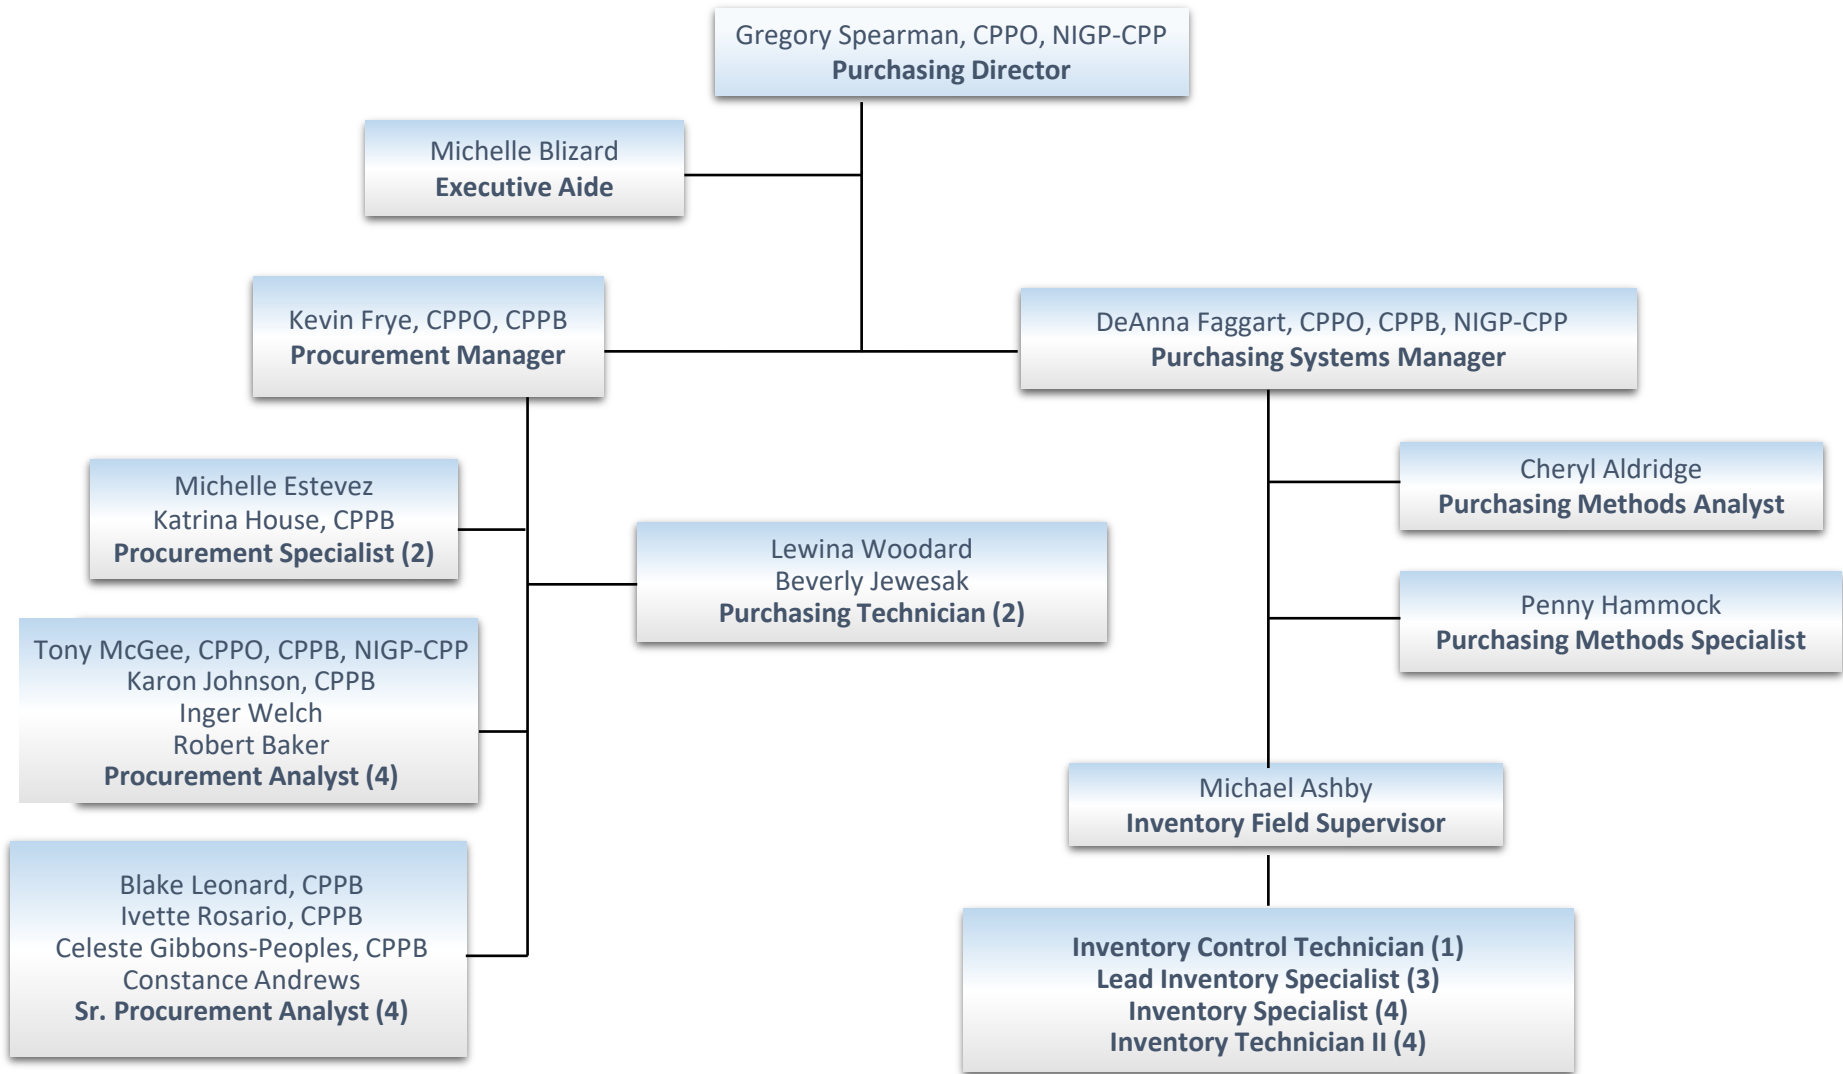 Gregory Spearman, CPPO, NIGP-CPP
Purchasing Director
Michelle Blizard
Executive Aide
Kevin Frye, CPPO, CPPB
Procurement Manager
DeAnna Faggart, CPPO, CPPB, NIGP-CPP
Purchasing Systems Manager
Michelle Estevez
Katrina House, CPPB
Procurement Specialist (2)
Lewina Woodard
Beverly Jewesak
Purchasing Technician (2)
Cheryl Aldridge
Purchasing Methods Analyst
Penny Hammock
Purchasing Methods Specialist
Tony McGee, CPPO, CPPB, NIGP-CPP
Karon Johnson, CPPB
Inger Welch
Robert Baker
Procurement Analyst (4)
Michael Ashby
Inventory Field Supervisor
Blake Leonard, CPPB
Ivette Rosario, CPPB
Celeste Gibbons-Peoples, CPPB
Constance Andrews
Sr. Procurement Analyst (4)
Inventory Control Technician (1)
Lead Inventory Specialist (3)
Inventory Specialist (4)
Inventory Technician II (4)